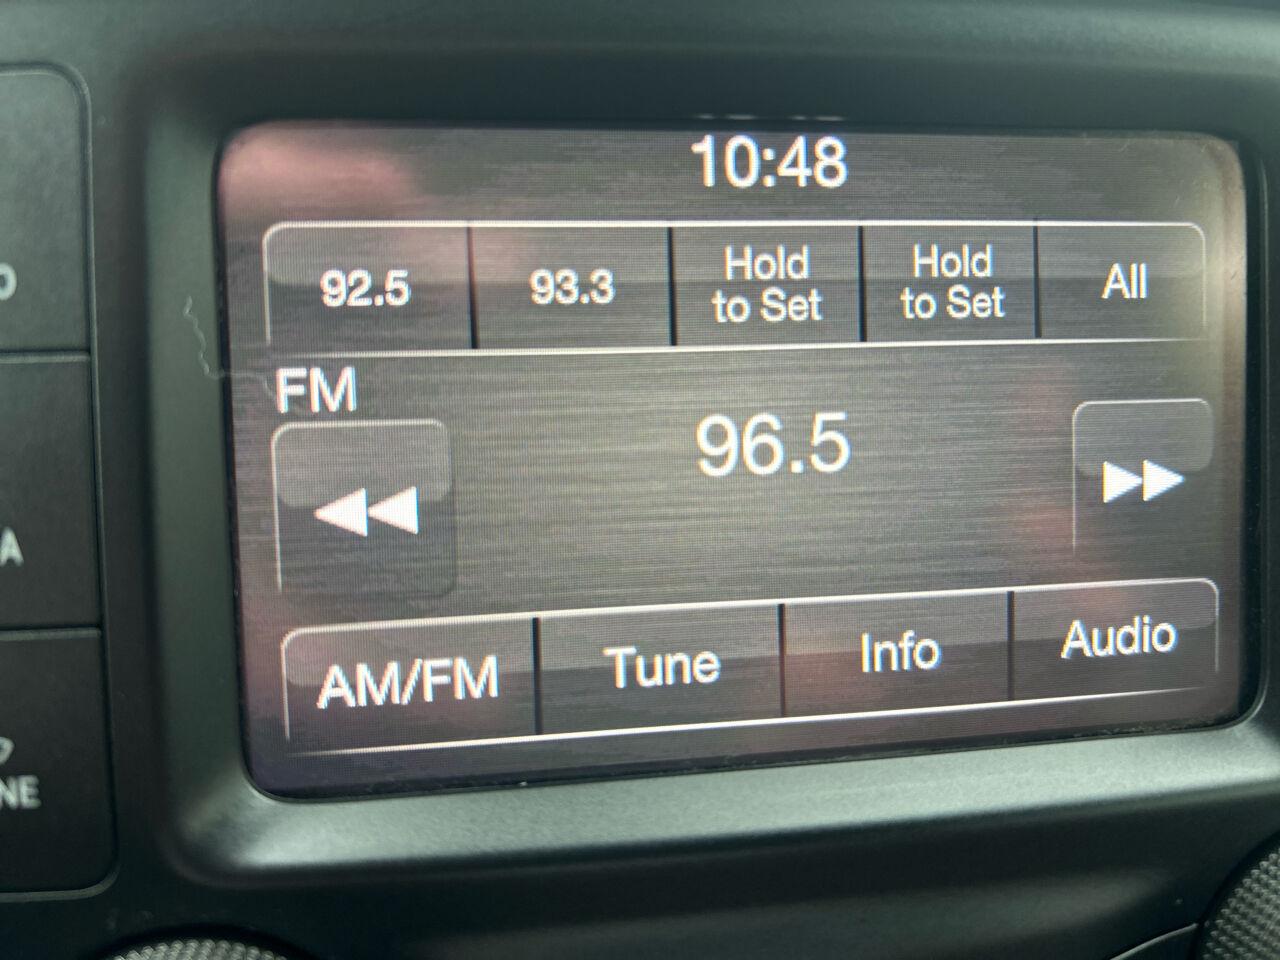 10:48
92.5 93.3 Hold to Set Hold to Set All
FM
96.5
AM/FM Tune Info Audio